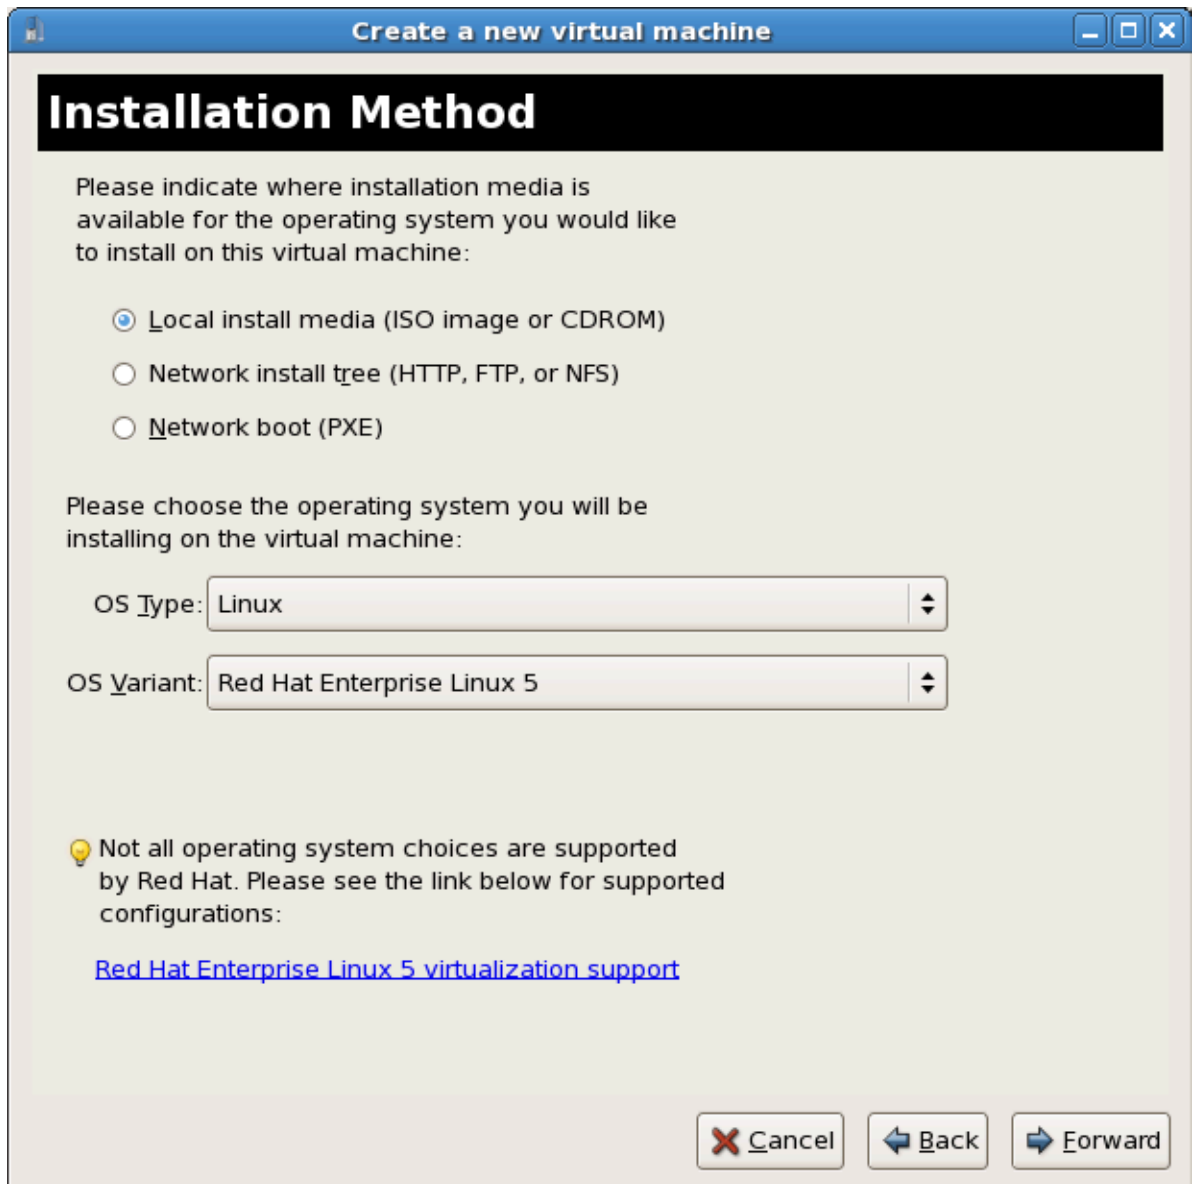 Create a new virtual machine
Installation Method
Please indicate where installation media is
available for the operating system you would like
to install on this virtual machine:
Local install media (ISO image or CDROM)
Network install tree (HTTP, FTP, or NFS)
Network boot (PXE)
Please choose the operating system you will be
installing on the virtual machine:
OS Type: Linux
OS Variant: Red Hat Enterprise Linux 5
Not all operating system choices are supported
by Red Hat. Please see the link below for supported
configurations:
Red Hat Enterprise Linux 5 virtualization support
Cancel Back Forward